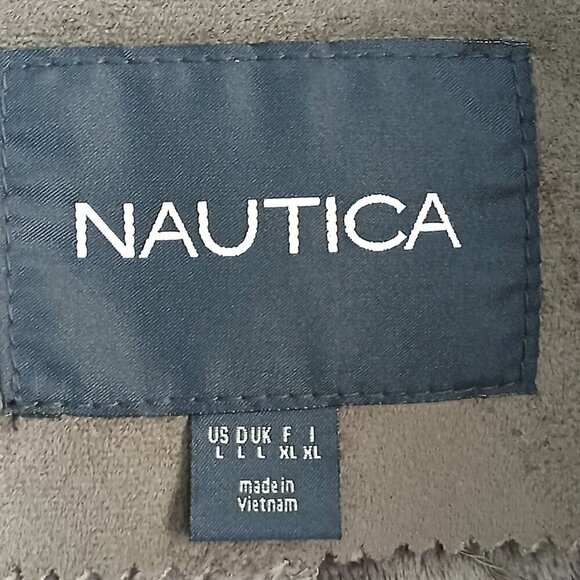 NAUTICA
US D UK F I
L L L XL XL
made in
Vietnam